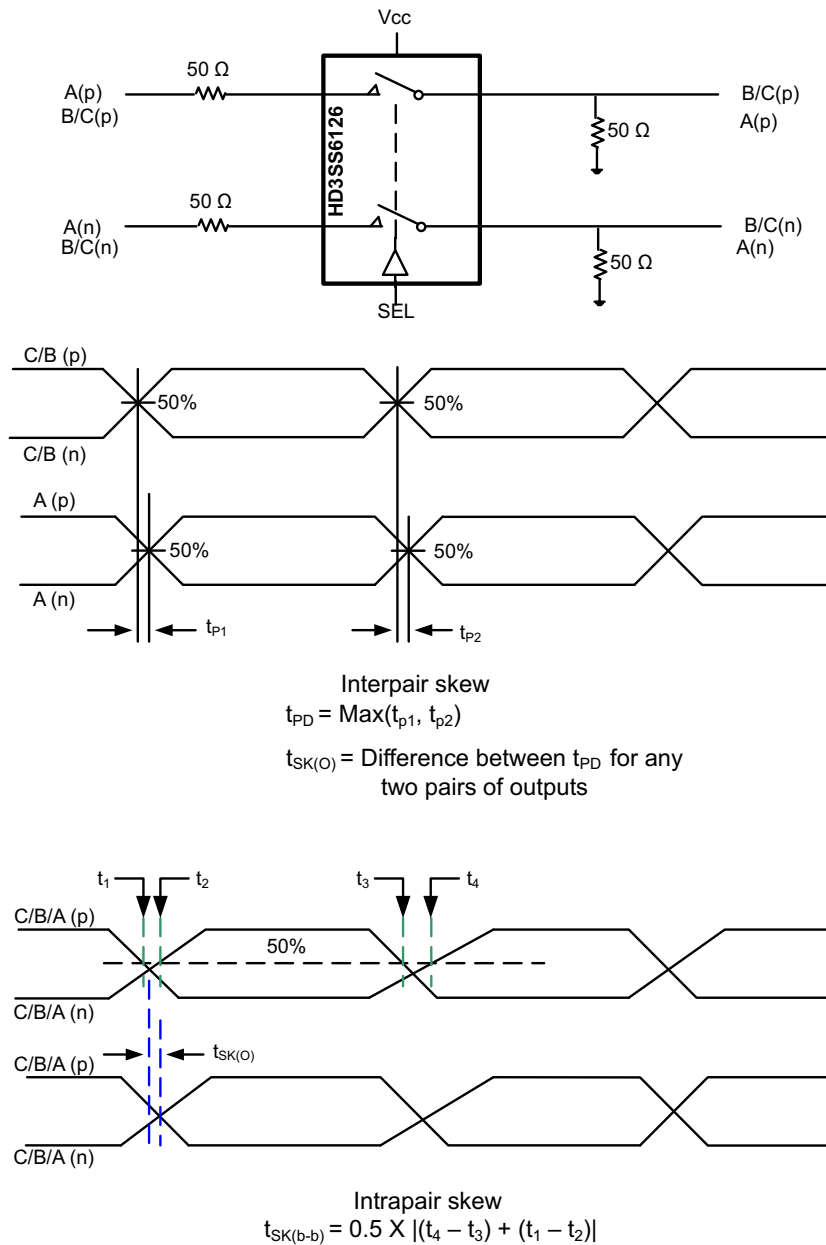 Vcc
50 Ω
A(p)
B/C(p)
B/C(p)
A(p)
50 Ω
HD3SS6126
50 Ω
A(n)
B/C(n)
B/C(n)
A(n)
50 Ω
SEL
C/B (p)
50%
50%
C/B (n)
A (p)
50%
50%
A (n)
tP1
tP2
Interpair skew
tPD = Max(tp1, tp2)
tSK(O) = Difference between tPD for any
two pairs of outputs
t1
t2
t3
t4
C/B/A (p)
50%
C/B/A (n)
C/B/A (p)
tSK(O)
C/B/A (n)
Intrapair skew
tSK(b-b) = 0.5 X |(t4 – t3) + (t1 – t2)|